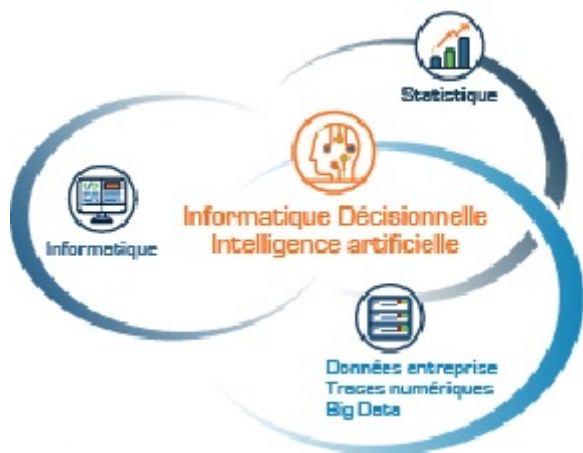 Statistique
Informatique Décisionnelle
Intelligence artificielle
Informatique
Données entreprise
Traces numériques
Big Data